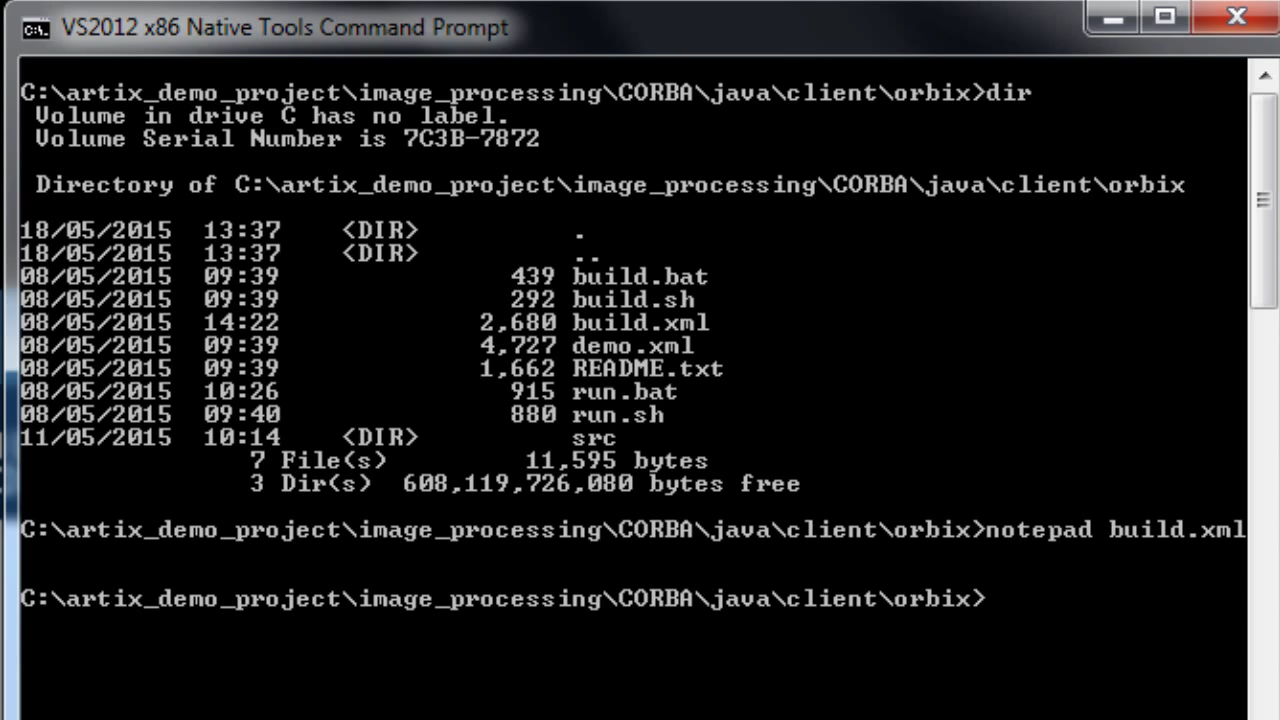 VS2012 x86 Native Tools Command Prompt
C:\artix_demo_project\image_processing\CORBA\java\client\orbix>dir
 Volume in drive C has no label.
 Volume Serial Number is 7C3B-7872

 Directory of C:\artix_demo_project\image_processing\CORBA\java\client\orbix

18/05/2015  13:37    <DIR>          .
18/05/2015  13:37    <DIR>          ..
08/05/2015  09:39               439 build.bat
08/05/2015  09:39               292 build.sh
08/05/2015  14:22             2,680 build.xml
08/05/2015  09:39             4,727 demo.xml
08/05/2015  09:39             1,662 README.txt
08/05/2015  10:26               915 run.bat
08/05/2015  09:40               880 run.sh
11/05/2015  10:14    <DIR>          src
               7 File(s)         11,595 bytes
               3 Dir(s)  608,119,726,080 bytes free

C:\artix_demo_project\image_processing\CORBA\java\client\orbix>notepad build.xml

C:\artix_demo_project\image_processing\CORBA\java\client\orbix>